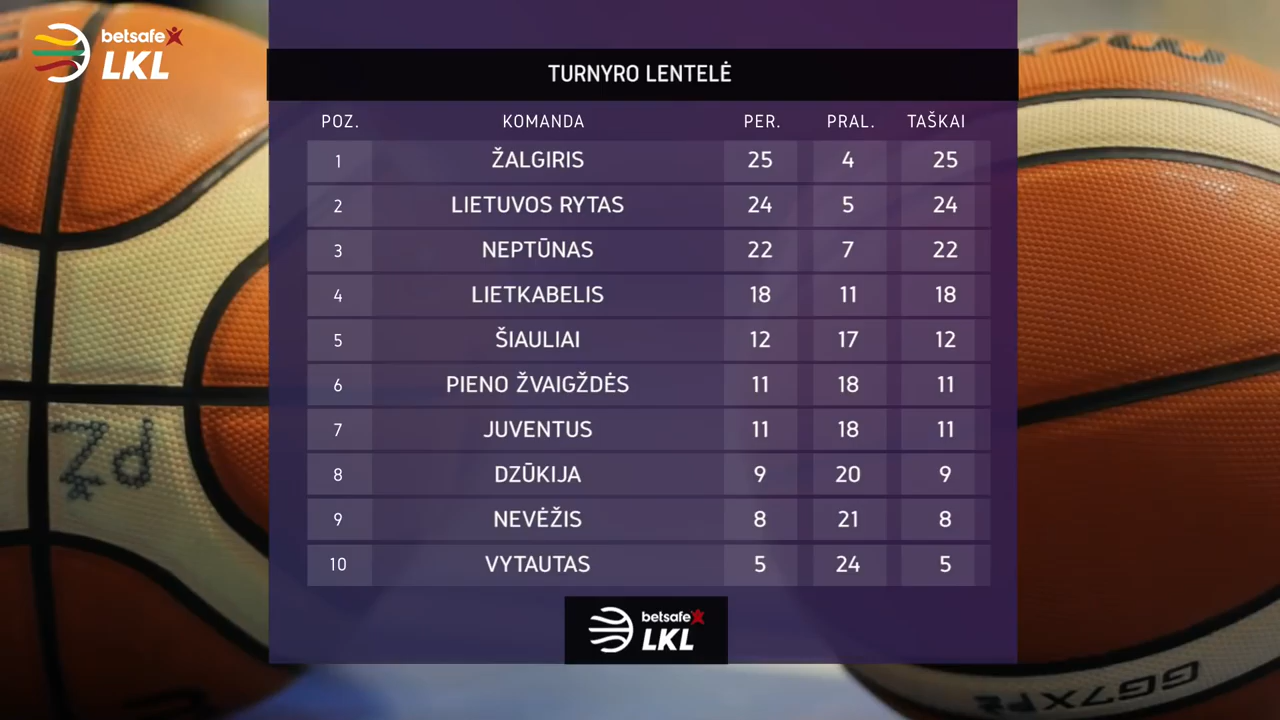 betsafe
LKL
TURNYRO LENTELĖ
POZ. KOMANDA PER. PRAL. TAŠKAI
1 ŽALGIRIS 25 4 25
2 LIETUVOS RYTAS 24 5 24
3 NEPTŪNAS 22 7 22
4 LIETKABELIS 18 11 18
5 ŠIAULIAI 12 17 12
6 PIENO ŽVAIGŽDĖS 11 18 11
7 JUVENTUS 11 18 11
8 DZŪKIJA 9 20 9
9 NEVĖŽIS 8 21 8
10 VYTAUTAS 5 24 5
PŽ
betsafe
LKL
GG7X